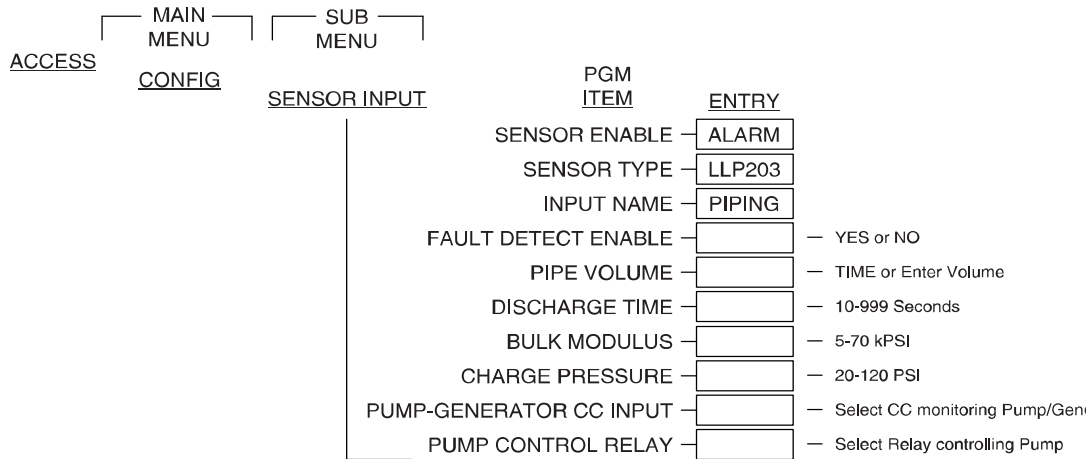 MAIN MENU
SUB MENU
ACCESS
CONFIG
SENSOR INPUT
PGM ITEM
ENTRY
SENSOR ENABLE ALARM
SENSOR TYPE LLP203
INPUT NAME PIPING
FAULT DETECT ENABLE — YES or NO
PIPE VOLUME — TIME or Enter Volume
DISCHARGE TIME — 10-999 Seconds
BULK MODULUS — 5-70 kPSI
CHARGE PRESSURE — 20-120 PSI
PUMP-GENERATOR CC INPUT — Select CC monitoring
PUMP CONTROL RELAY — Select Relay controlling Pump